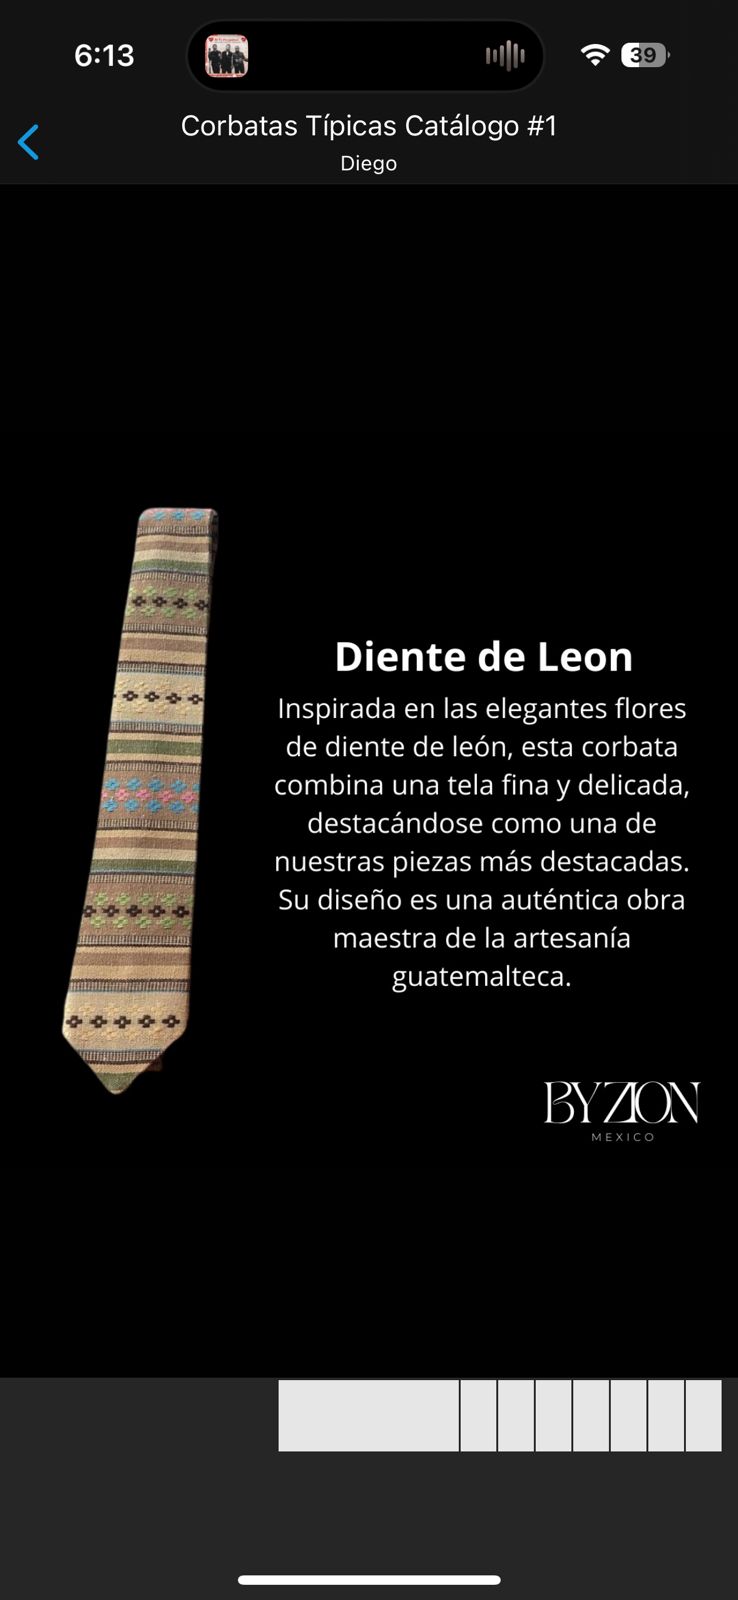 6:13
39
Corbatas Típicas Catálogo #1
Diego
Diente de Leon
Inspirada en las elegantes flores
de diente de león, esta corbata
combina una tela fina y delicada,
destacándose como una de
nuestras piezas más destacadas.
Su diseño es una auténtica obra
maestra de la artesanía
guatemalteca.
BY ZION
MEXICO